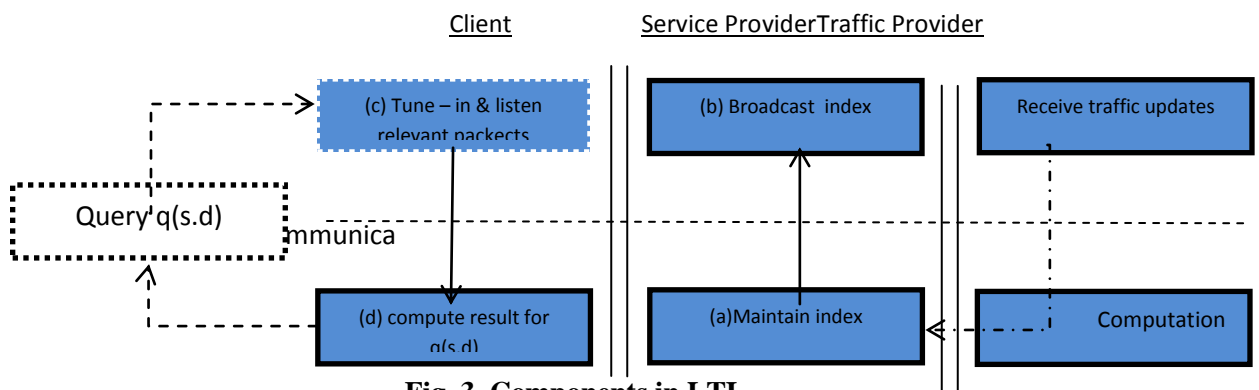 Client
Service ProviderTraffic Provider
(c) Tune – in & listen
relevant packects
(b) Broadcast index
Receive traffic updates
Query q(s.d)
mmunica
(d) compute result for
q(s,d)
(a)Maintain index
Computation
Fig. 3. Components in LTI